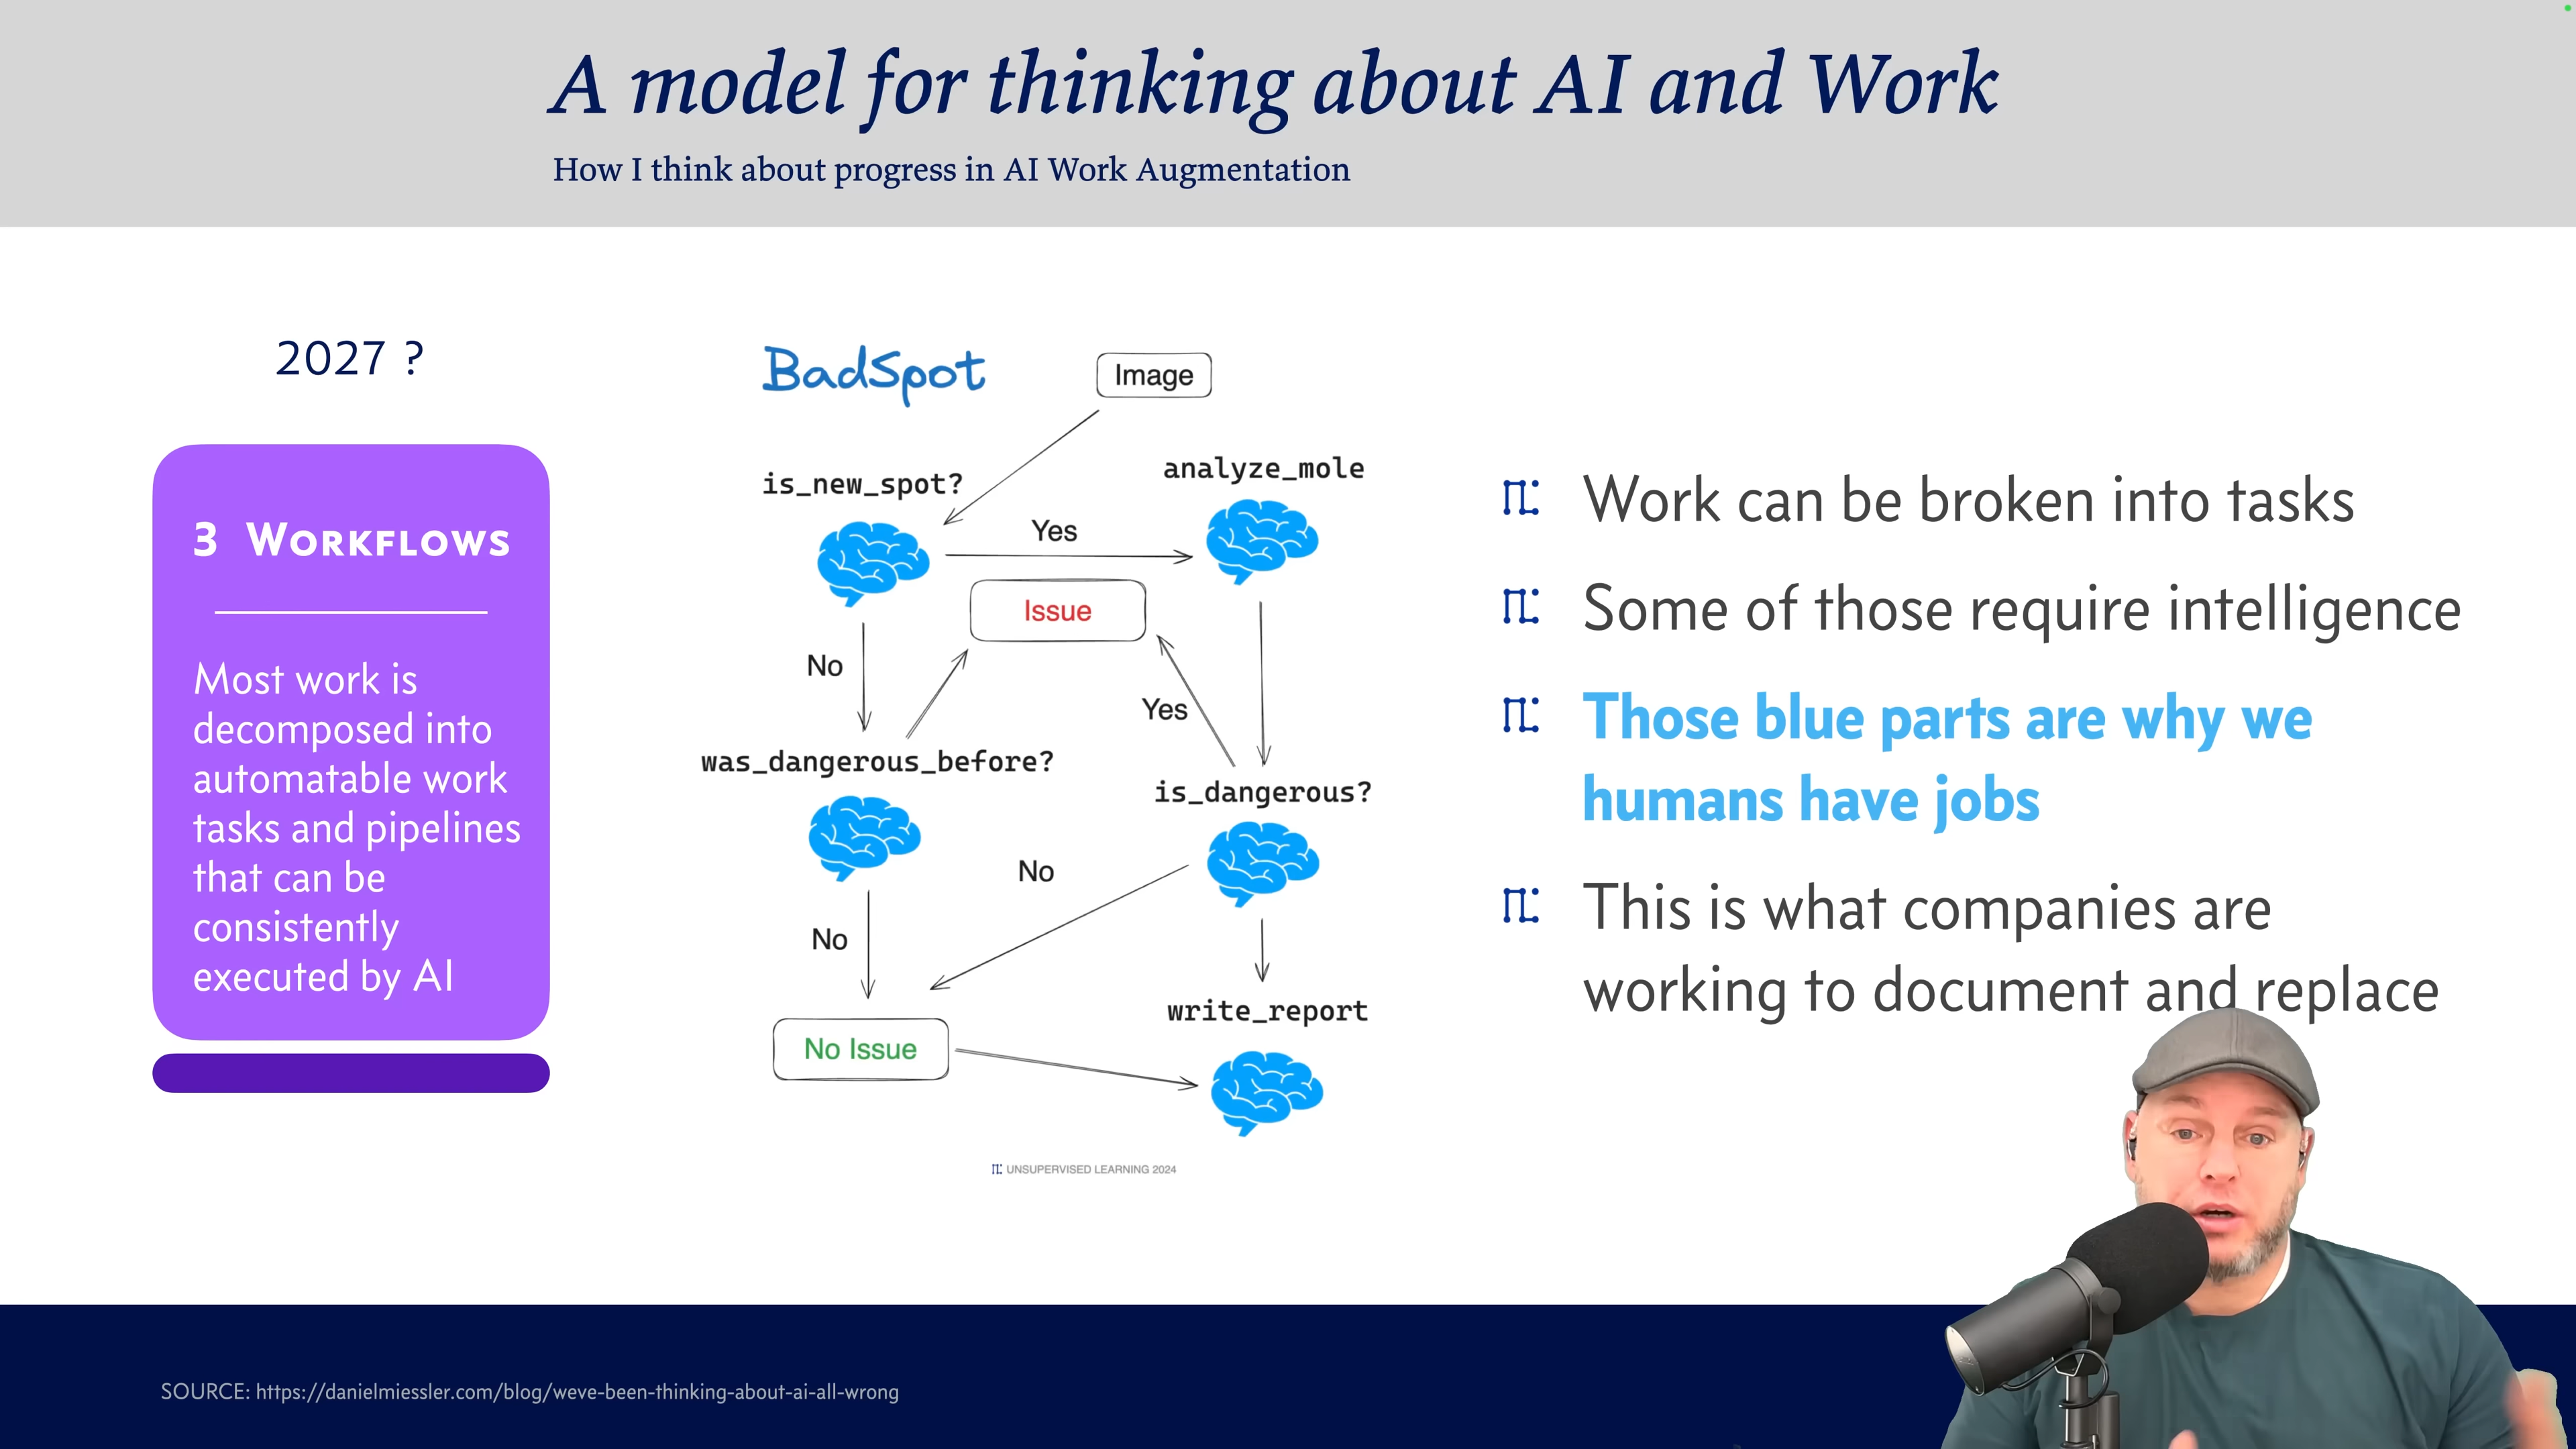 A model for thinking about AI and Work
How I think about progress in AI Work Augmentation
2027 ?
3 WORKFLOWS
Most work is
decomposed into
automatable work
tasks and pipelines
that can be
consistently
executed by AI
BadSpot
Image
is_new_spot?
analyze_mole
Yes
Issue
No
Yes
was_dangerous_before?
is_dangerous?
No
No
write_report
No Issue
UNSUPERVISED LEARNING 2024
Work can be broken into tasks
Some of those require intelligence
Those blue parts are why we
humans have jobs
This is what companies are
working to document and replace
SOURCE: https://danielmiessler.com/blog/weve-been-thinking-about-ai-all-wrong